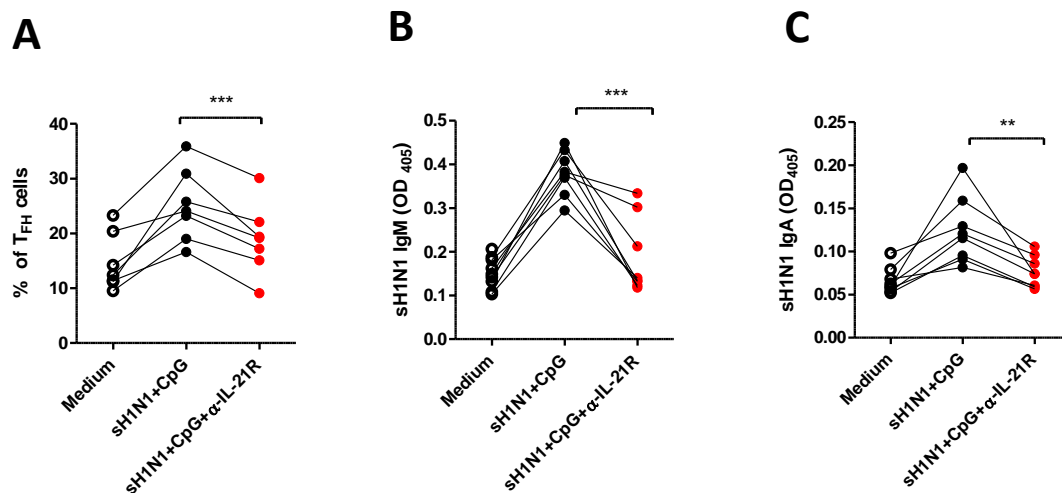 A
B
C
% of TFH cells
40
30
20
10
0
***
Medium
sH1N1+CpG
sH1N1+CpG+α-IL-21R
sH1N1 IgM (OD 405)
0.5
0.4
0.3
0.2
0.1
0.0
***
Medium
sH1N1+CpG
sH1N1+CpG+α-IL-21R
sH1N1 IgA (OD405)
0.25
0.20
0.15
0.10
0.05
0.00
**
Medium
sH1N1+CpG
sH1N1+CpG+α-IL-21R